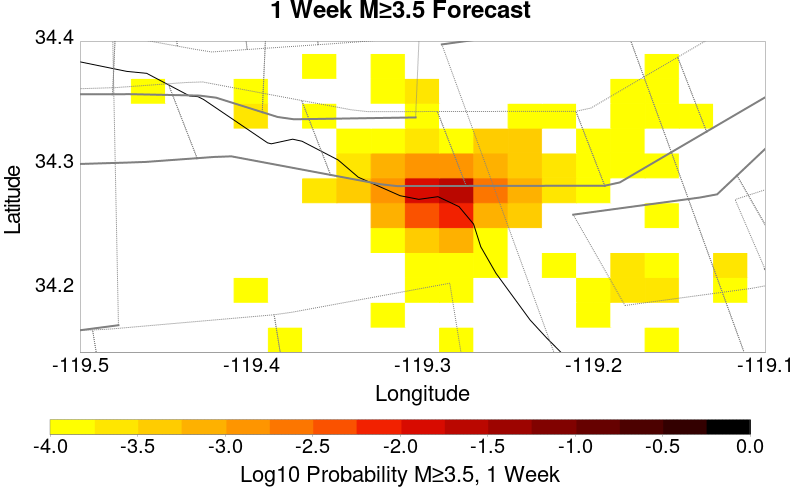 1 Week M≥3.5 Forecast
34.4
34.3
34.2
Latitude
-119.5 -119.4 -119.3 -119.2 -119.1
Longitude
-4.0 -3.5 -3.0 -2.5 -2.0 -1.5 -1.0 -0.5 0.0
Log10 Probability M≥3.5, 1 Week